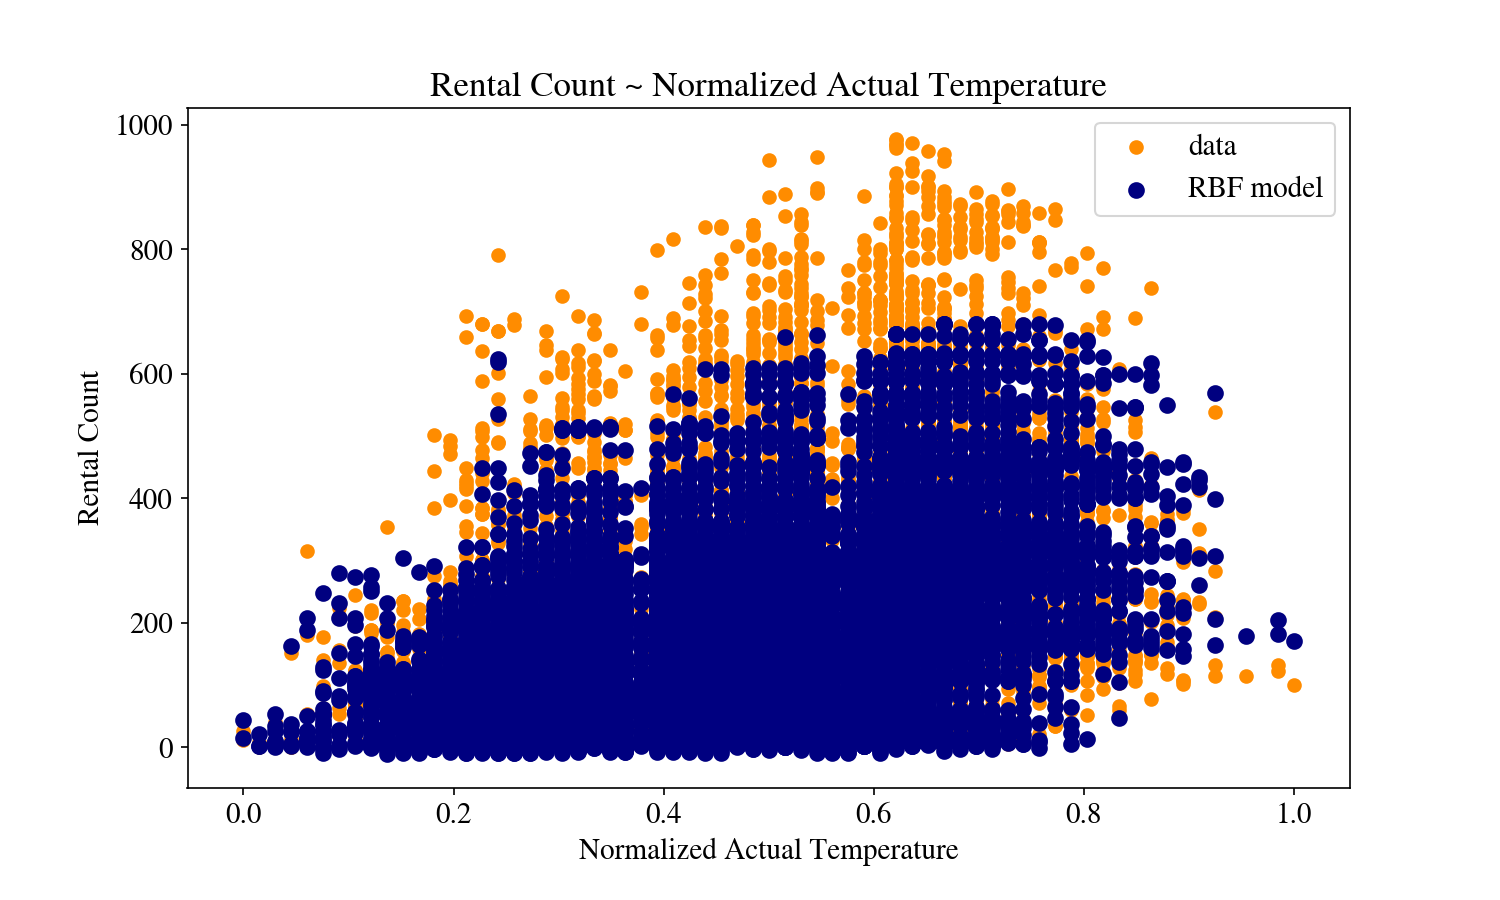 Rental Count ~ Normalized Actual Temperature
1000
800
600
400
200
0
Rental Count
data
RBF model
0.0 0.2 0.4 0.6 0.8 1.0
Normalized Actual Temperature